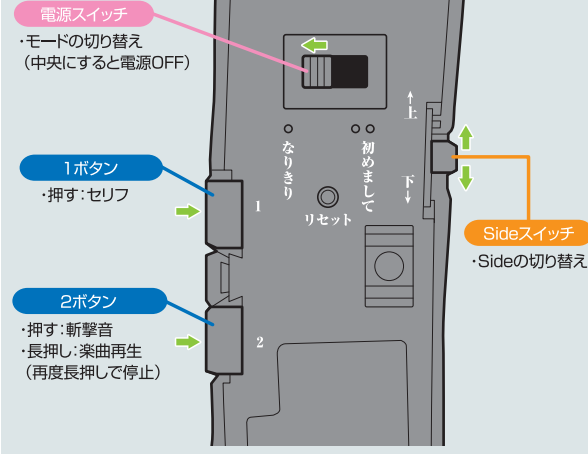 電源スイッチ
・モードの切り替え
（中央にすると電源OFF）
↑上
なりきり
初めまして
下↓
リセット
1ボタン
・押す：セリフ
1
Sideスイッチ
・Sideの切り替え
2ボタン
・押す：斬撃音
・長押し：楽曲再生
（再度長押しで停止）
2